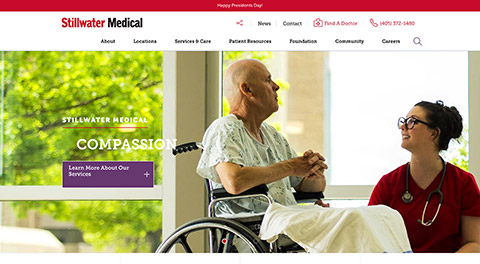 Happy Presidents Day!
Stillwater Medical
News
Contact
Find A Doctor
(405) 372-1480
About
Locations
Services & Care
Patient Resources
Foundation
Community
Careers
STILLWATER MEDICAL
COMPASSION
Learn More About Our
Services
+